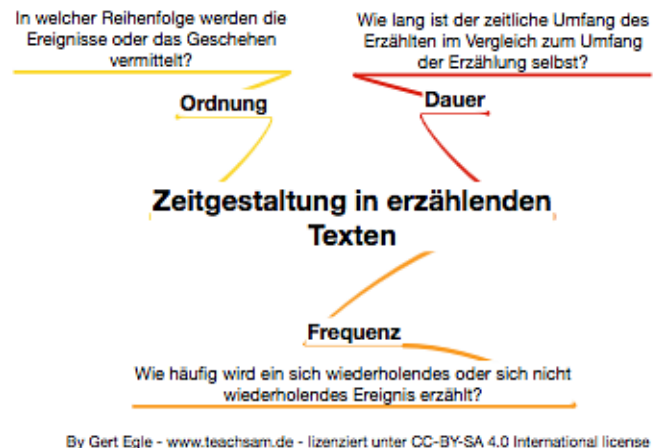 In welcher Reihenfolge werden die
Ereignisse oder das Geschehen
vermittelt?
Ordnung
Wie lang ist der zeitliche Umfang des
Erzählten im Vergleich zum Umfang
der Erzählung selbst?
Dauer
Zeitgestaltung in erzählenden
Texten
Frequenz
Wie häufig wird ein sich wiederholendes oder sich nicht
wiederholendes Ereignis erzählt?
By Gert Egle - www.teachsam.de - lizenziert unter CC-BY-SA 4.0 International license